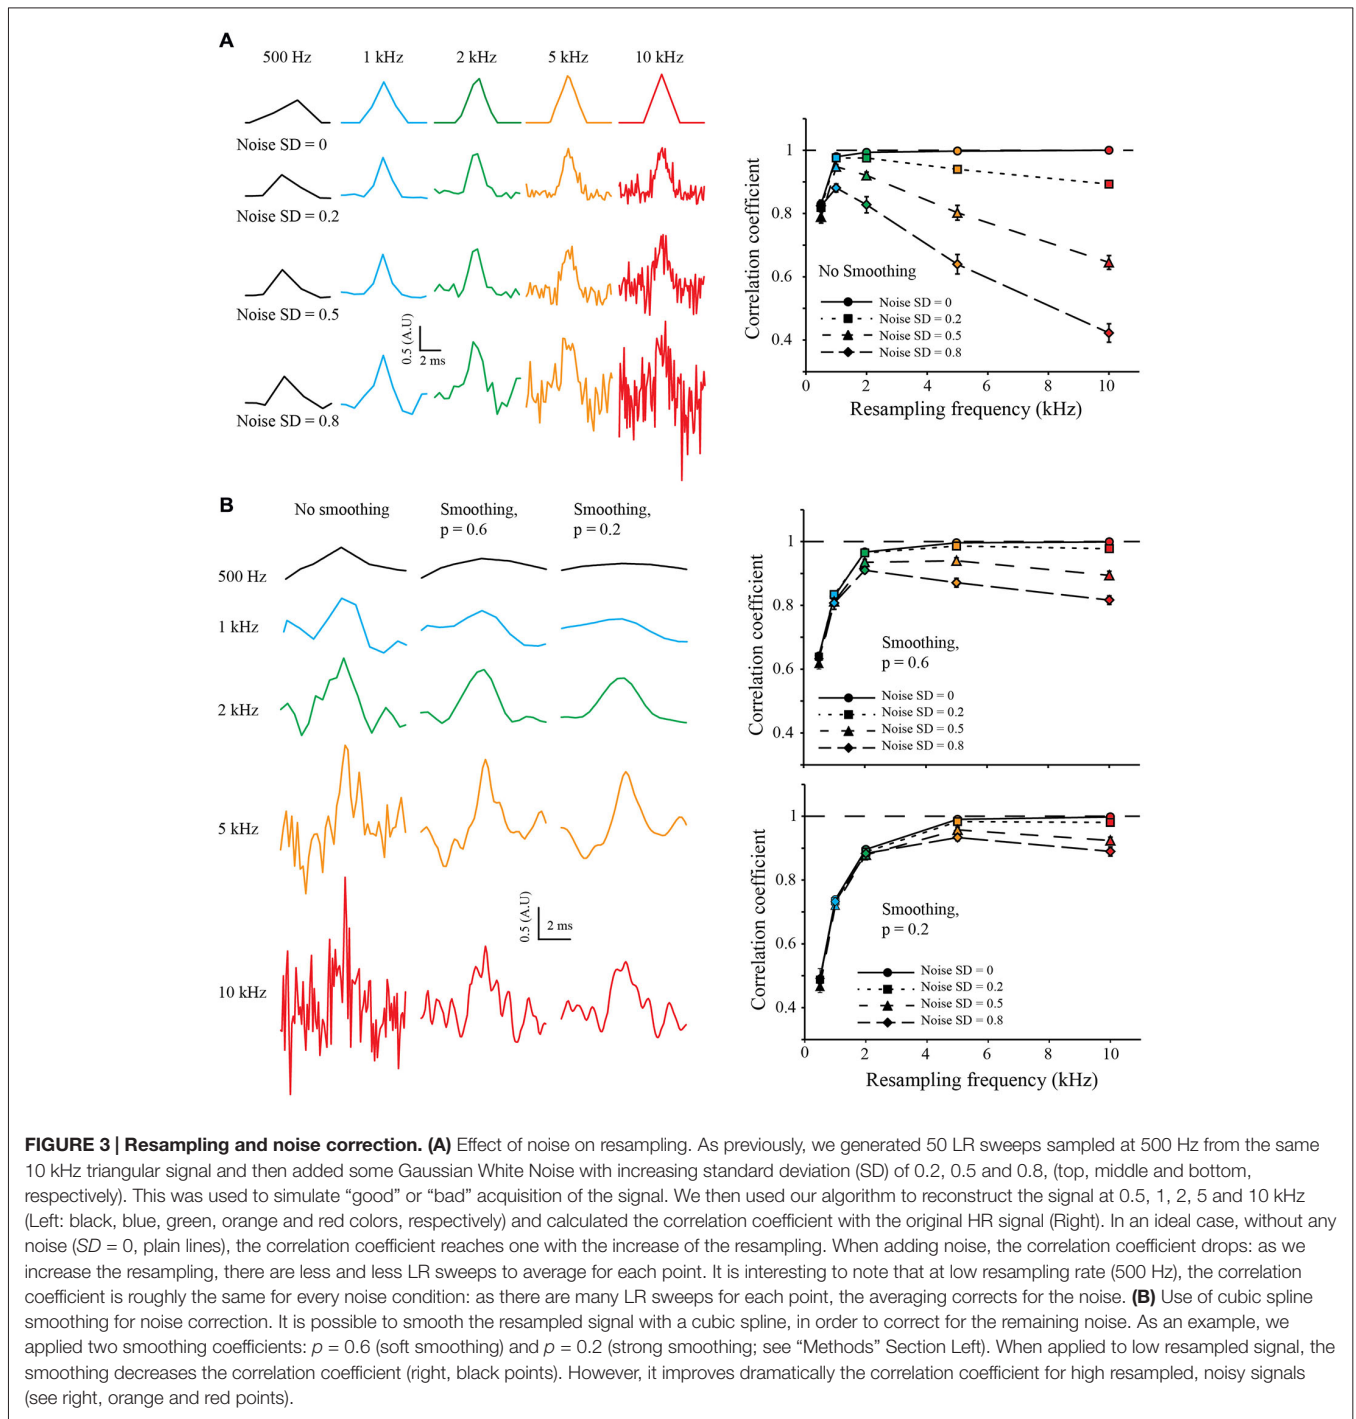 A
500 Hz 1 kHz 2 kHz 5 kHz 10 kHz
Noise SD = 0
Noise SD = 0.2
Noise SD = 0.5
0.5 (A.U)
2 ms
Noise SD = 0.8
Correlation coefficient
1
0.8
0.6
0.4
No Smoothing
Noise SD = 0
Noise SD = 0.2
Noise SD = 0.5
Noise SD = 0.8
0 2 4 6 8 10
Resampling frequency (kHz)
B
No smoothing Smoothing, Smoothing,
p = 0.6 p = 0.2
500 Hz
1 kHz
2 kHz
5 kHz
10 kHz
0.5 (A.U)
2 ms
Correlation coefficient
1
0.8
0.6
0.4
Smoothing,
p = 0.6
Noise SD = 0
Noise SD = 0.2
Noise SD = 0.5
Noise SD = 0.8
Correlation coefficient
1
0.8
0.6
0.4
Smoothing,
p = 0.2
Noise SD = 0
Noise SD = 0.2
Noise SD = 0.5
Noise SD = 0.8
0 2 4 6 8 10
Resampling frequency (kHz)
FIGURE 3 | Resampling and noise correction. (A) Effect of noise on resampling. As previously, we generated 50 LR sweeps sampled at 500 Hz from the same
10 kHz triangular signal and then added some Gaussian White Noise with increasing standard deviation (SD) of 0.2, 0.5 and 0.8, (top, middle and bottom,
respectively). This was used to simulate “good” or “bad” acquisition of the signal. We then used our algorithm to reconstruct the signal at 0.5, 1, 2, 5 and 10 kHz
(Left: black, blue, green, orange and red colors, respectively) and calculated the correlation coefficient with the original HR signal (Right). In an ideal case, without any
noise (SD = 0, plain lines), the correlation coefficient reaches one with the increase of the resampling. When adding noise, the correlation coefficient drops: as we
increase the resampling, there are less and less LR sweeps to average for each point. It is interesting to note that at low resampling rate (500 Hz), the correlation
coefficient is roughly the same for every noise condition: as there are many LR sweeps for each point, the averaging corrects for the noise. (B) Use of cubic spline
smoothing for noise correction. It is possible to smooth the resampled signal with a cubic spline, in order to correct for the remaining noise. As an example, we
applied two smoothing coefficients: p = 0.6 (soft smoothing) and p = 0.2 (strong smoothing; see “Methods” Section Left). When applied to low resampled signal, the
smoothing decreases the correlation coefficient (right, black points). However, it improves dramatically the correlation coefficient for high resampled, noisy signals
(see right, orange and red points).